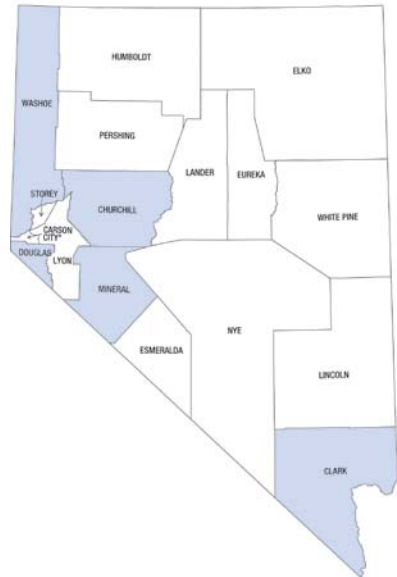 HUMBOLDT
ELKO
WASHOE
PERSHING
LANDER
EUREKA
STOREY
CHURCHILL
WHITE PINE
CARSON
CITY*
DOUGLAS
LYON
MINERAL
NYE
ESMERALDA
LINCOLN
CLARK